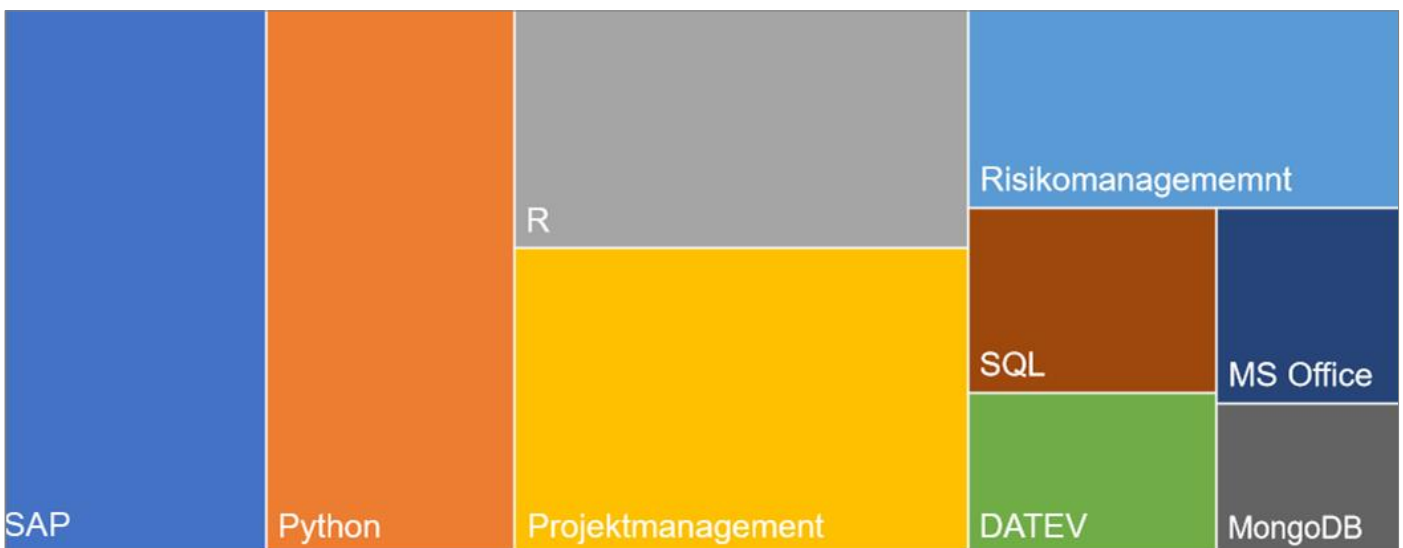 SAP
Python
R
Projektmanagement
Risikomanagememnt
SQL
MS Office
DATEV
MongoDB